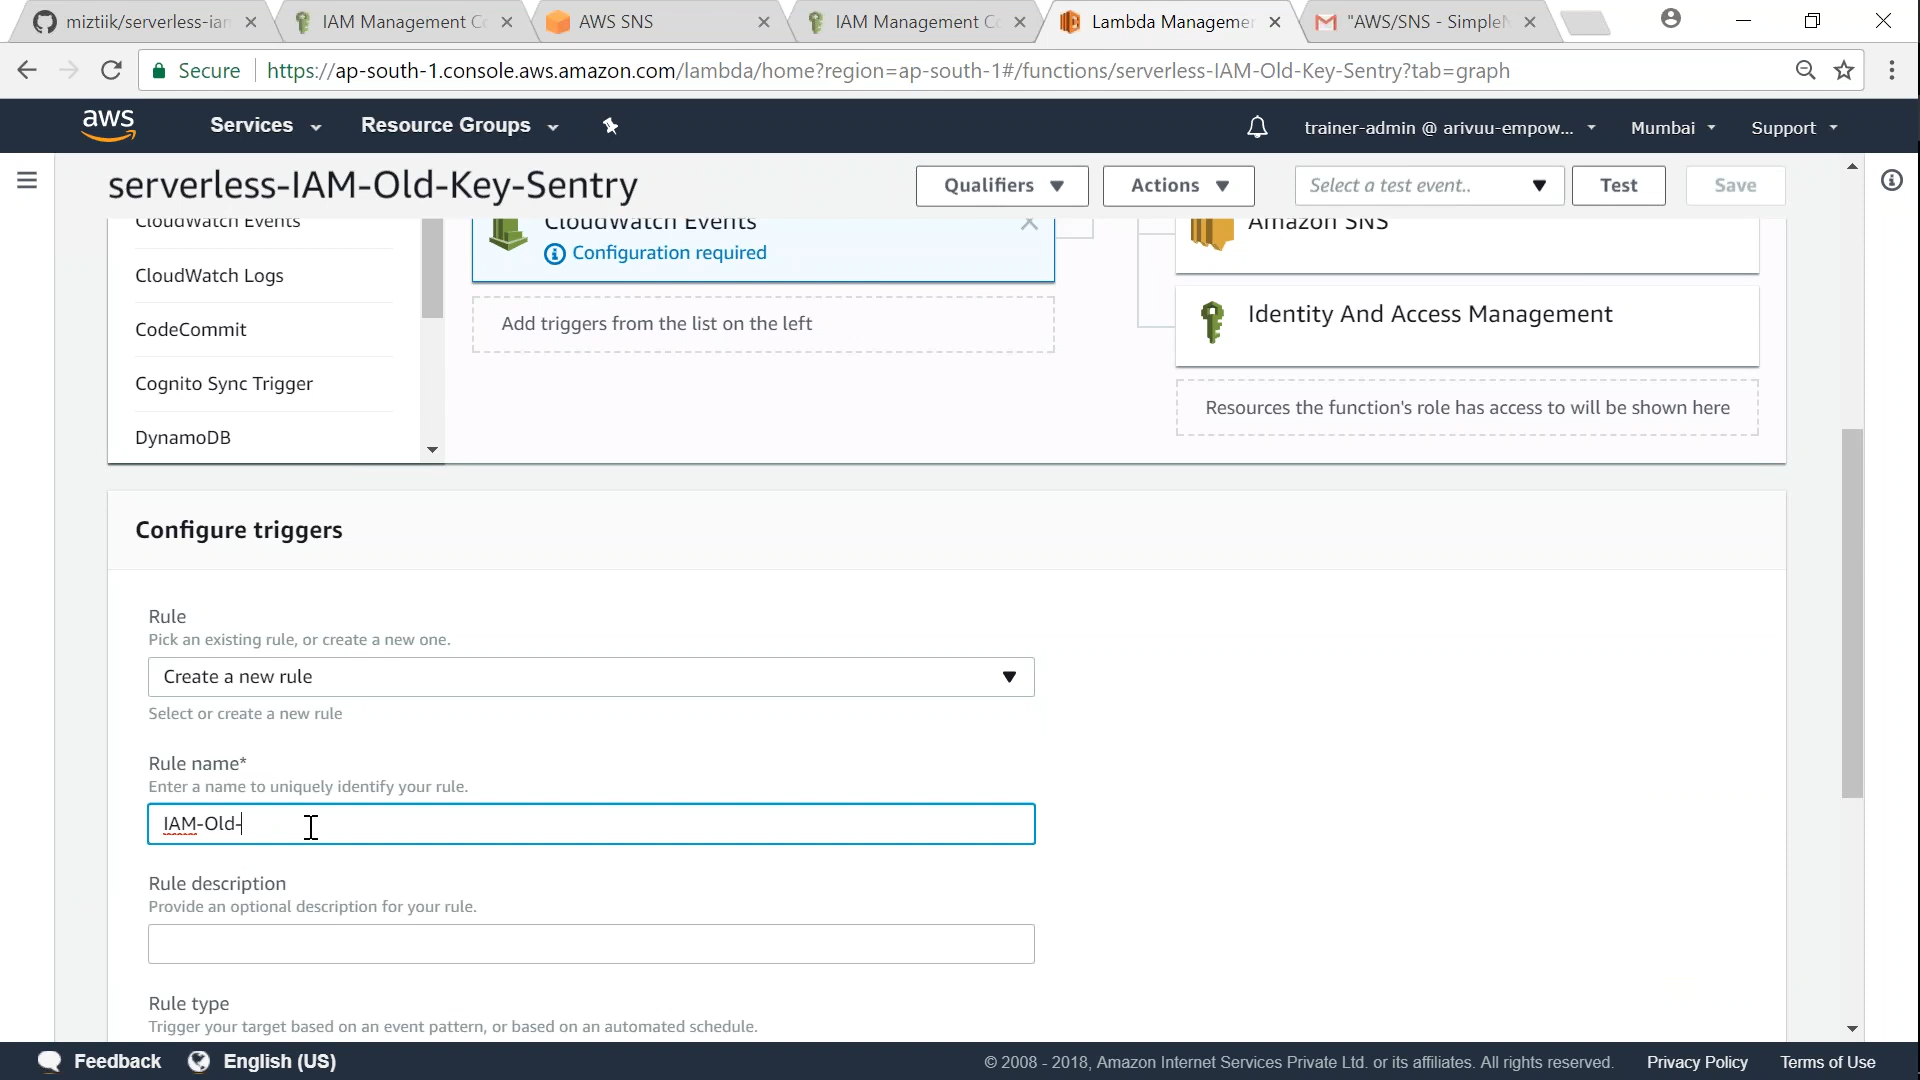 miztiik/serverless-iam
IAM Management Co
AWS SNS
IAM Management Co
Lambda Management
"AWS/SNS - SimpleN
Secure
https://ap-south-1.console.aws.amazon.com/lambda/home?region=ap-south-1#/functions/serverless-IAM-Old-Key-Sentry?tab=graph
aws
Services
Resource Groups
trainer-admin @ arivuu-empow...
Mumbai
Support
serverless-IAM-Old-Key-Sentry
Qualifiers
Actions
Select a test event..
Test
Save
CloudWatch Events
CloudWatch Logs
CodeCommit
Cognito Sync Trigger
DynamoDB
CloudWatch Events
Configuration required
Add triggers from the list on the left
Amazon SNS
Identity And Access Management
Resources the function's role has access to will be shown here
Configure triggers
Rule
Pick an existing rule, or create a new one.
Create a new rule
Select or create a new rule
Rule name*
Enter a name to uniquely identify your rule.
IAM-Old-
Rule description
Provide an optional description for your rule.
Rule type
Trigger your target based on an event pattern, or based on an automated schedule.
Feedback
English (US)
© 2008 - 2018, Amazon Internet Services Private Ltd. or its affiliates. All rights reserved.
Privacy Policy
Terms of Use